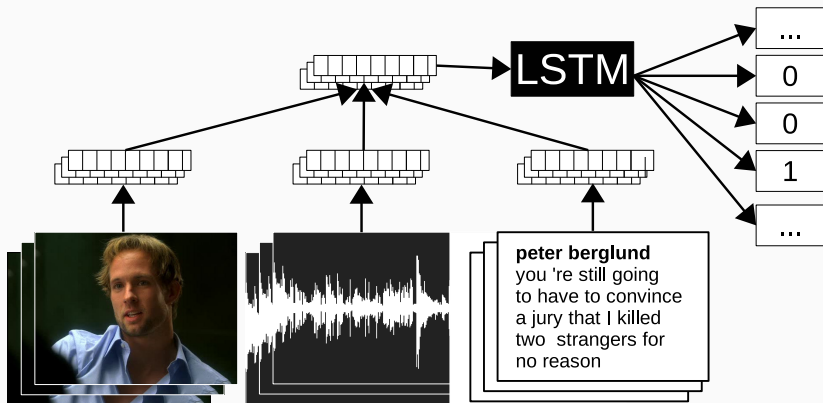 LSTM
...
0
0
1
...
peter berglund
you 're still going
to have to convince
a jury that I killed
two strangers for
no reason